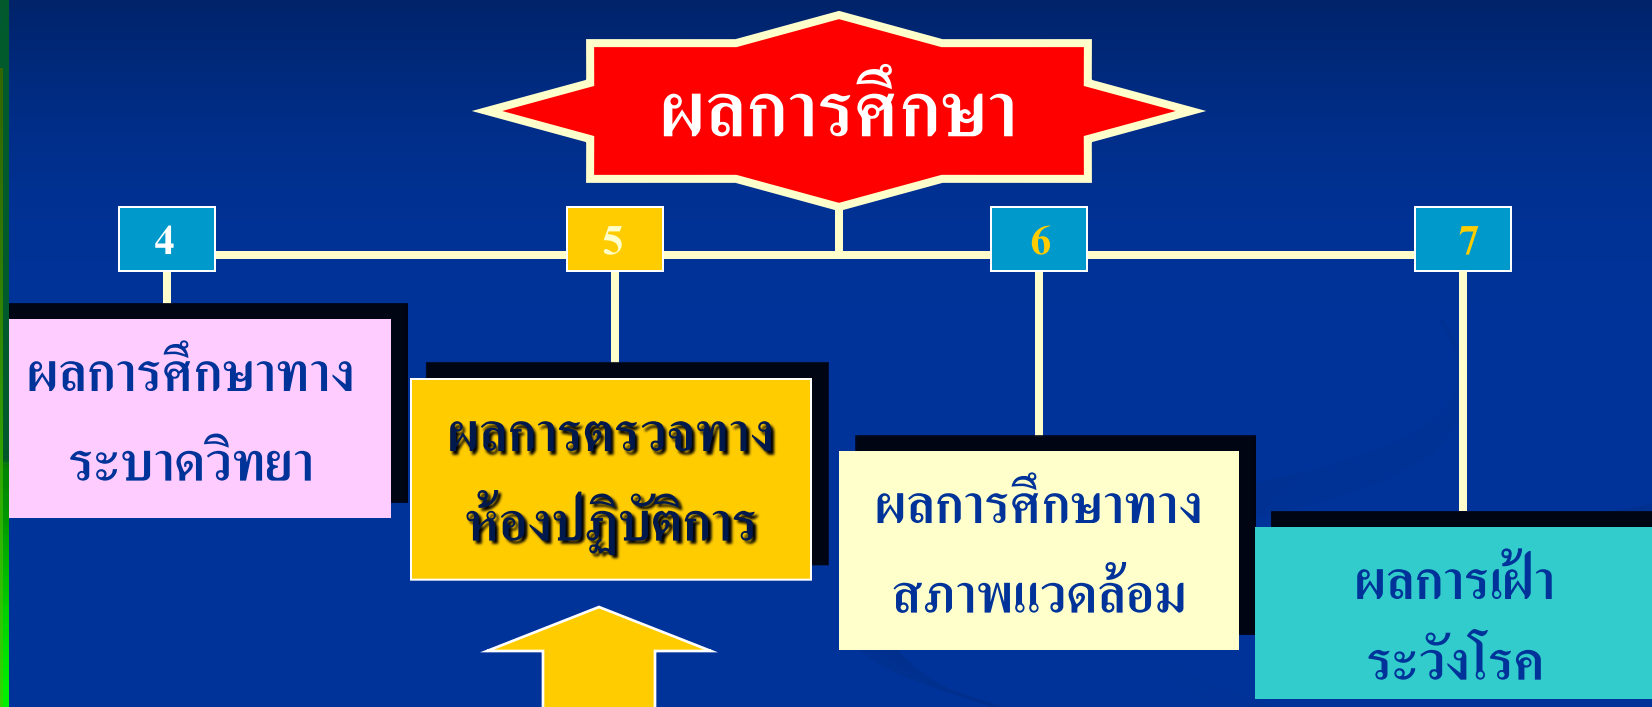 ผลการศึกษา
4
5
6
7
ผลการศึกษาทาง
ระบาดวิทยา
ผลการตรวจทาง
ห้องปฏิบัติการ
ผลการศึกษาทาง
สภาพแวดล้อม
ผลการเฝ้า
ระวังโรค